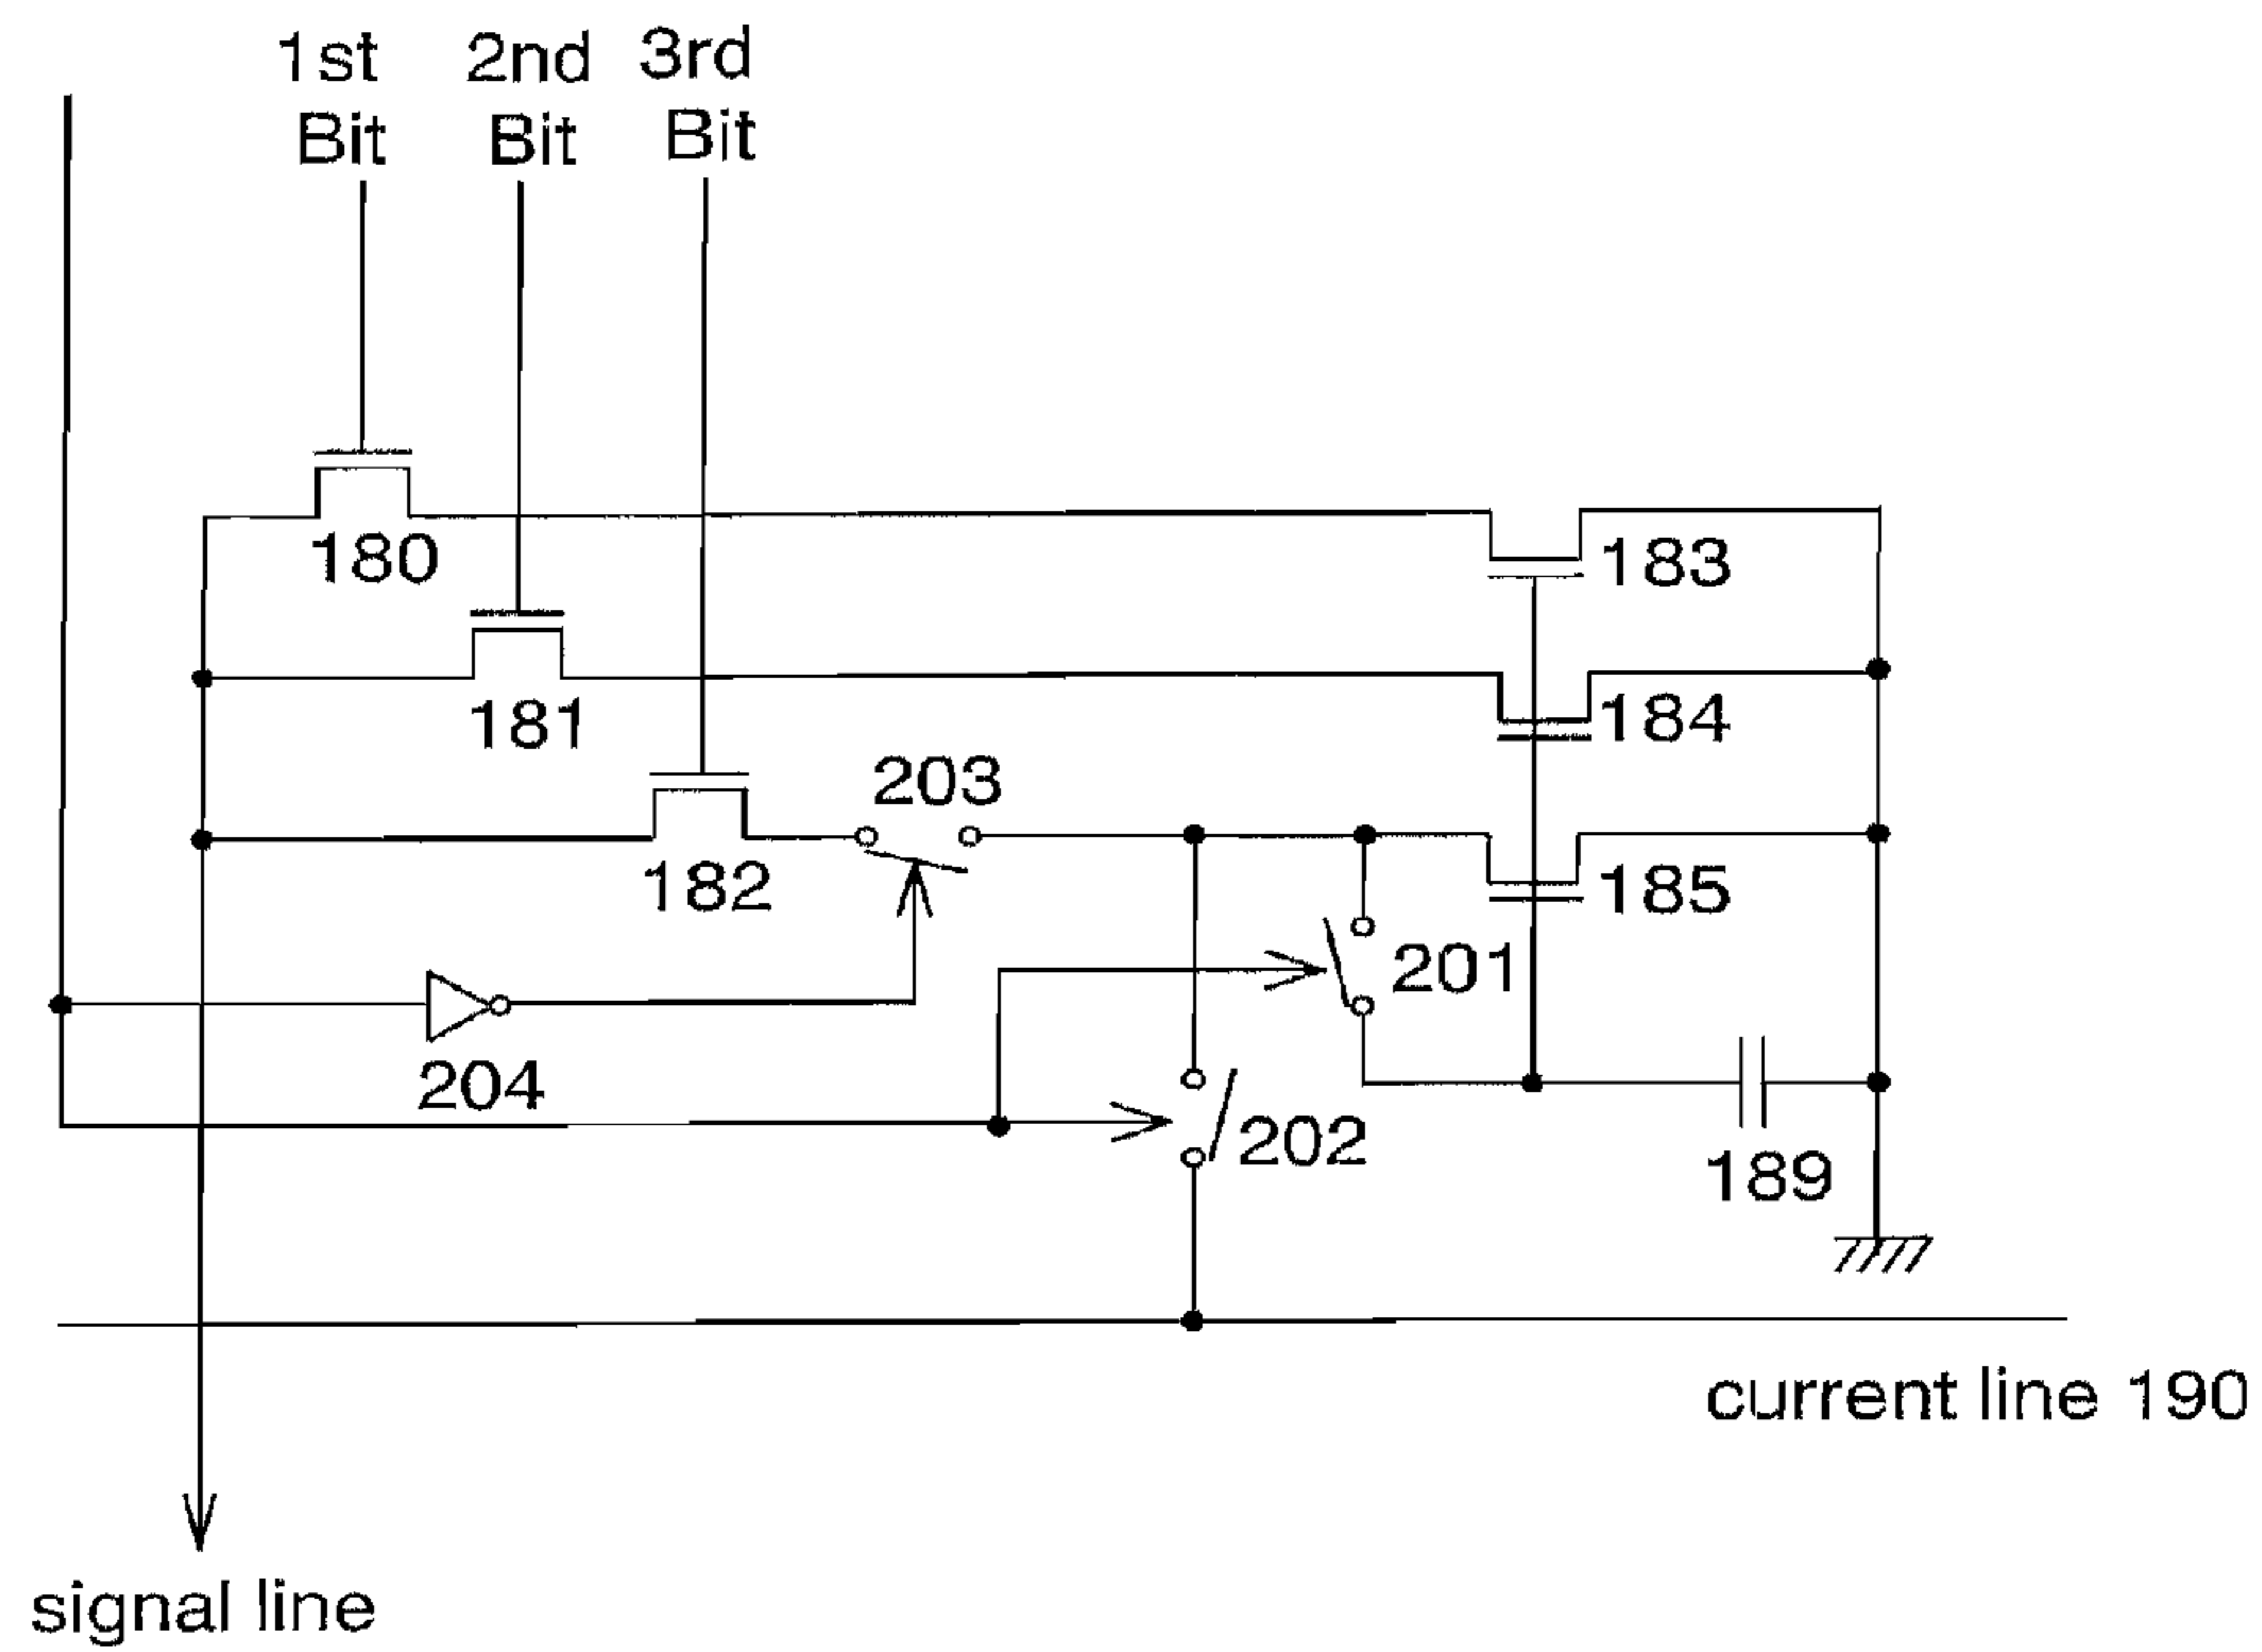 1st
Bit
2nd
Bit
3rd
Bit
180
183
181
184
203
182
185
201
204
202
189
current line 190
signal line